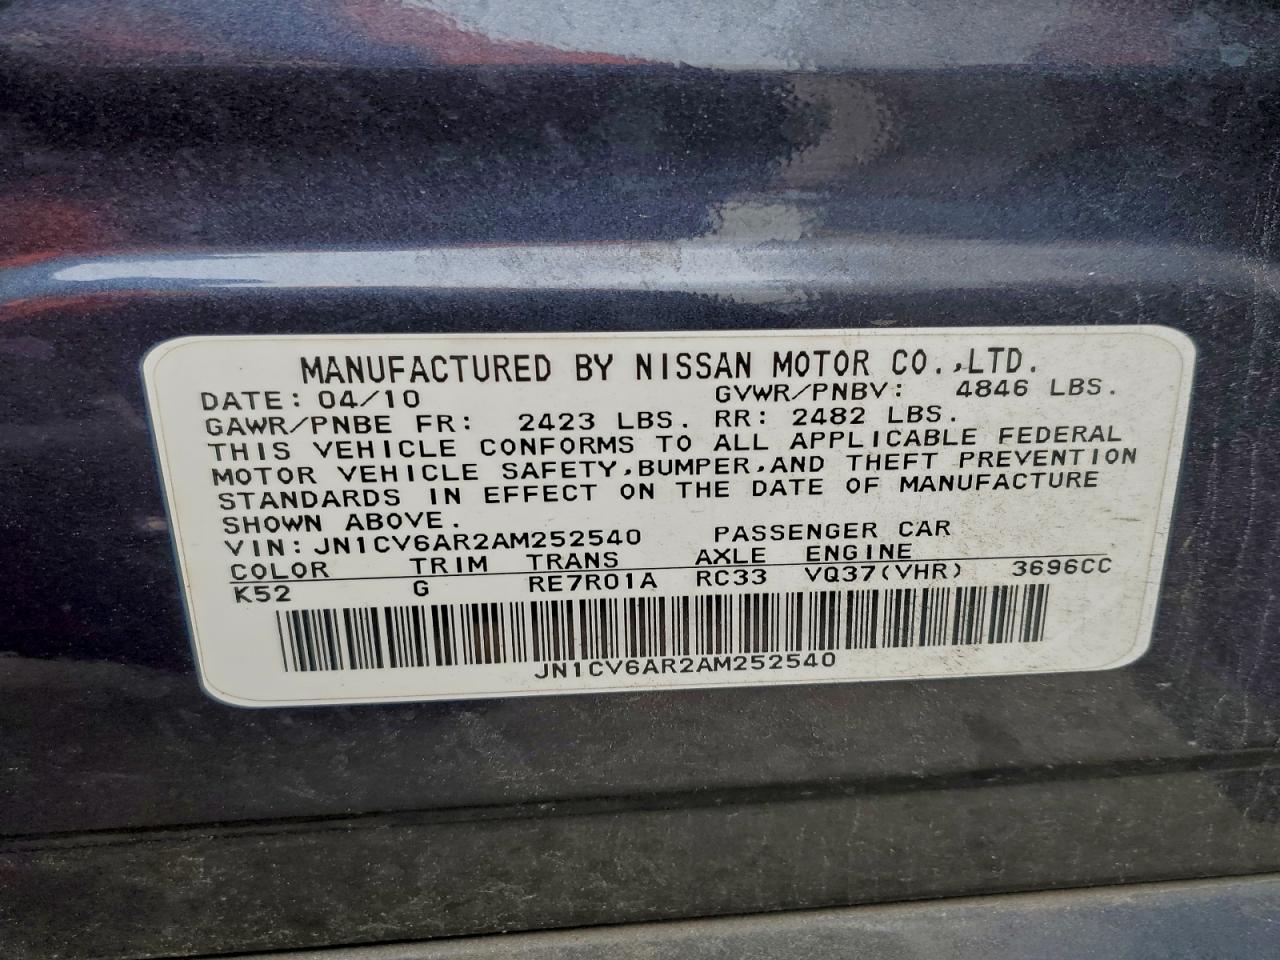 MANUFACTURED BY NISSAN MOTOR CO.,LTD.
DATE: 04/10 GVWR/PNBV: 4846 LBS.
GAWR/PNBE FR: 2423 LBS. RR: 2482 LBS.
THIS VEHICLE CONFORMS TO ALL APPLICABLE FEDERAL
MOTOR VEHICLE SAFETY,BUMPER,AND THEFT PREVENTION
STANDARDS IN EFFECT ON THE DATE OF MANUFACTURE
SHOWN ABOVE.
VIN: JN1CV6AR2AM252540 PASSENGER CAR
COLOR TRIM TRANS AXLE ENGINE
K52 G RE7R01A RC33 VQ37(VHR) 3696CC
JN1CV6AR2AM252540